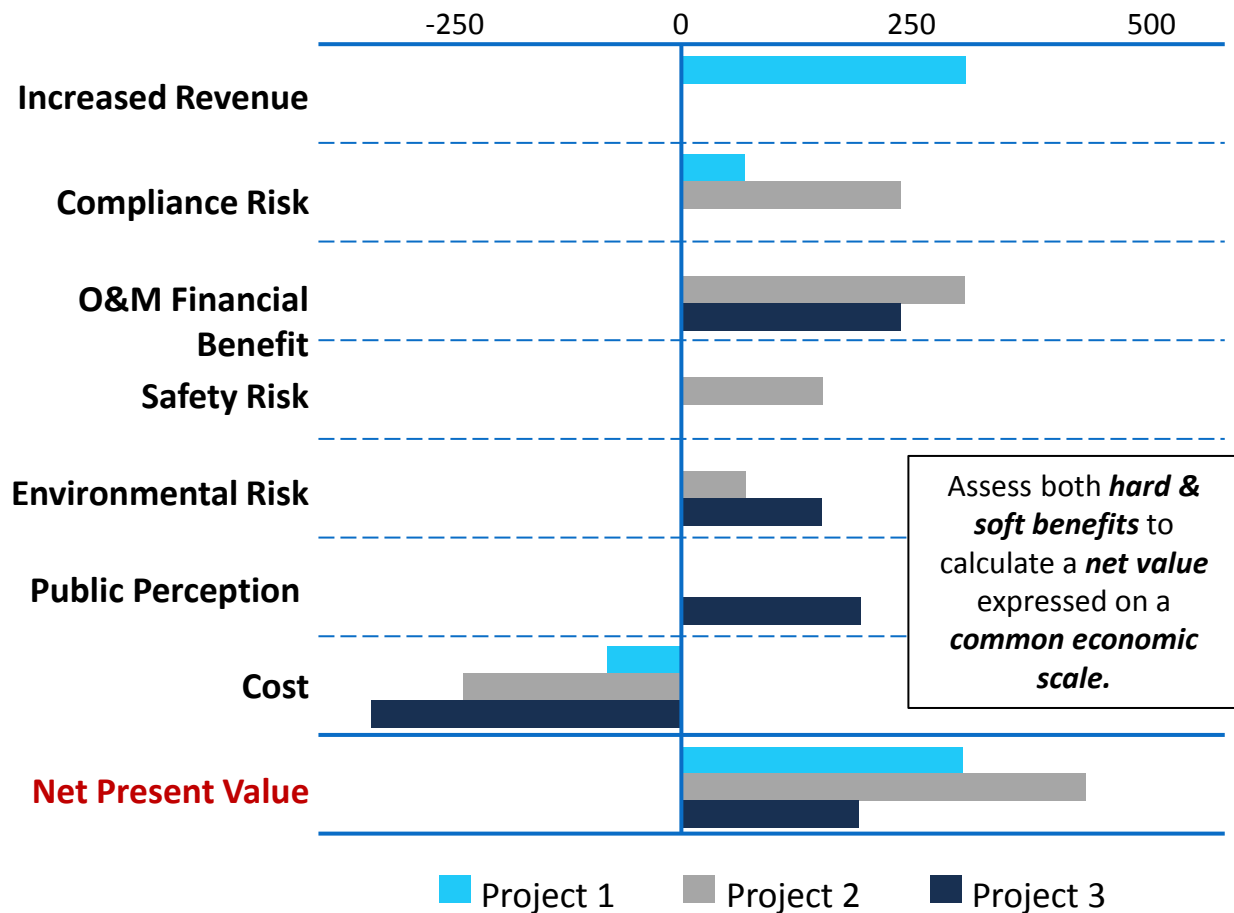 -250 0 250 500
Increased Revenue
Compliance Risk
O&M Financial
Benefit
Safety Risk
Environmental Risk
Public Perception
Cost
Net Present Value
Assess both hard &
soft benefits to
calculate a net value
expressed on a
common economic
scale.
Project 1 Project 2 Project 3